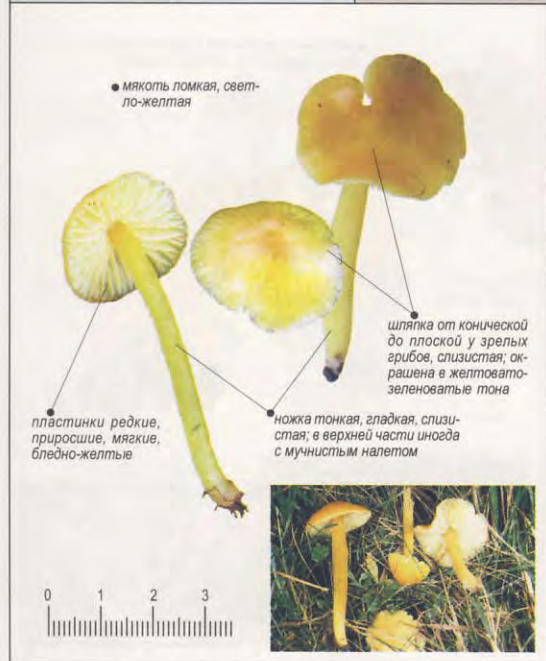 ● мякоть ломкая, свет-
ло-желтая
шляпка от конической
до плоской у зрелых
грибов, слизистая; ок-
рашена в желтовато-
зеленоватые тона
пластинки редкие,
приросшие, мягкие,
бледно-желтые
ножка тонкая, гладкая, слизи-
стая; в верхней части иногда
с мучнистым налетом
0 1 2 3